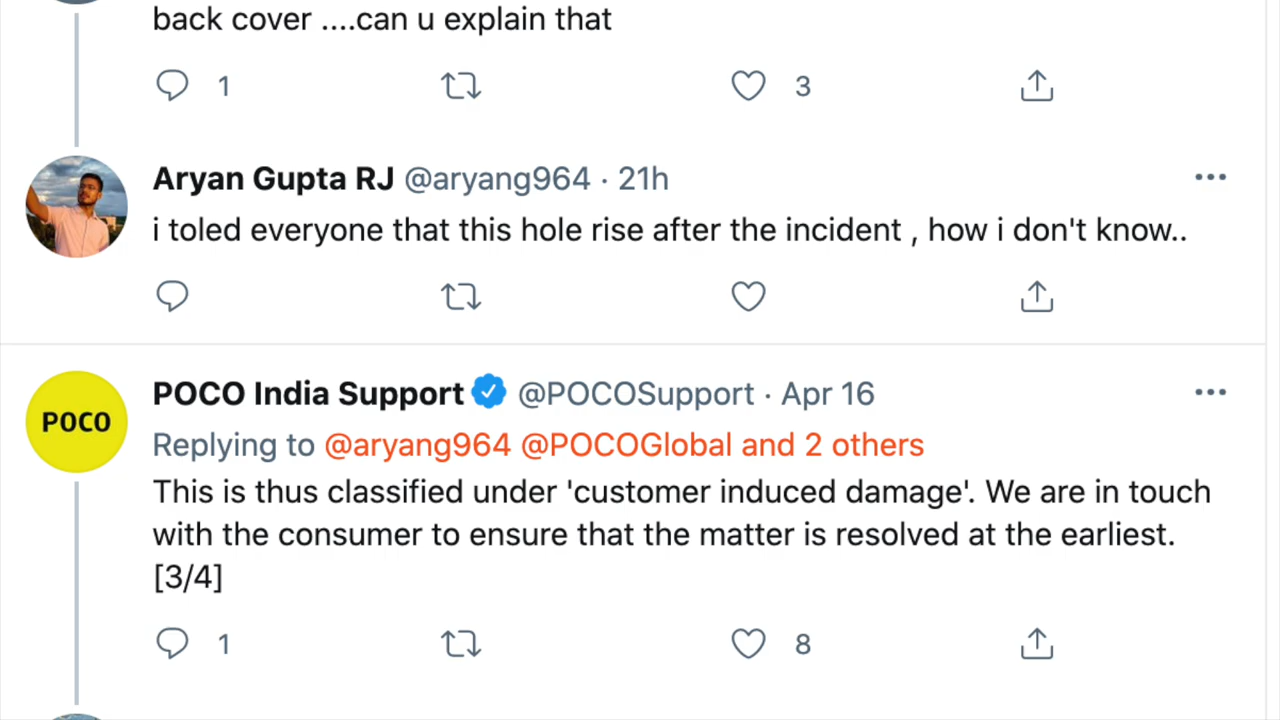 back cover ....can u explain that
1
3
Aryan Gupta RJ @aryang964 · 21h
i toled everyone that this hole rise after the incident , how i don't know..
POCO
POCO India Support @POCOSupport · Apr 16
Replying to @aryang964 @POCOGlobal and 2 others
This is thus classified under 'customer induced damage'. We are in touch
with the consumer to ensure that the matter is resolved at the earliest.
[3/4]
1
8